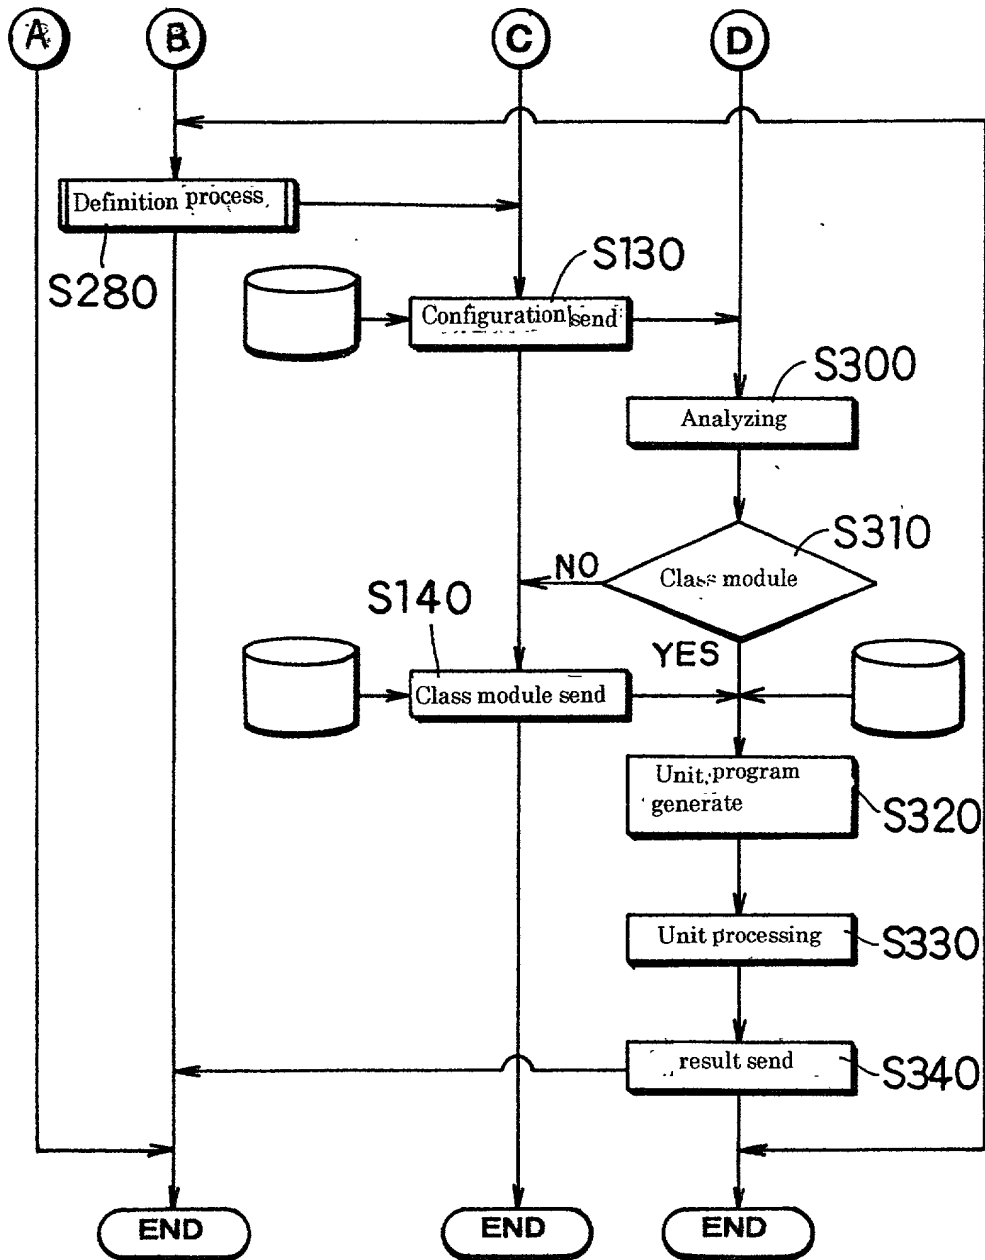 A
B
C
D
Definition process
S280
S130
Configuration send
S300
Analyzing
S310
Class module
NO
S140
YES
Class module send
Unit program
generate
S320
Unit processing
S330
result send
S340
END
END
END